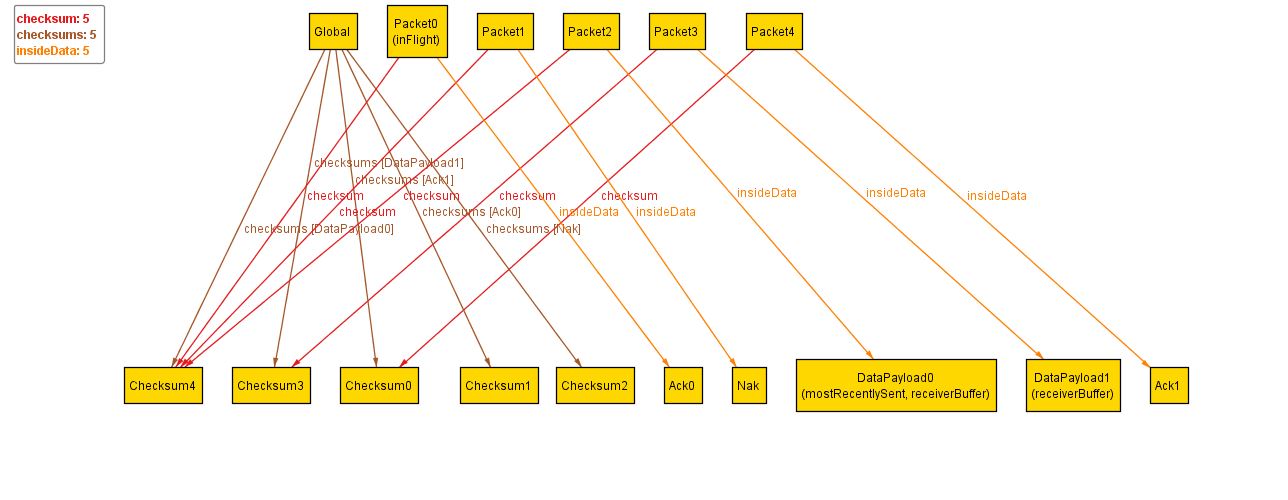 checksum: 5
checksums: 5
insideData: 5
Global
Packet0
(inFlight)
Packet1
Packet2
Packet3
Packet4
checksums [DataPayload1]
checksums [Ack1]
checksum
checksum
checksum
checksum
insideData
insideData
insideData
checksum
checksums [Ack0]
insideData
insideData
checksums [DataPayload0]
checksums [Nak]
Checksum4
Checksum3
Checksum0
Checksum1
Checksum2
Ack0
Nak
DataPayload0
(mostRecentlySent, receiverBuffer)
DataPayload1
(receiverBuffer)
Ack1